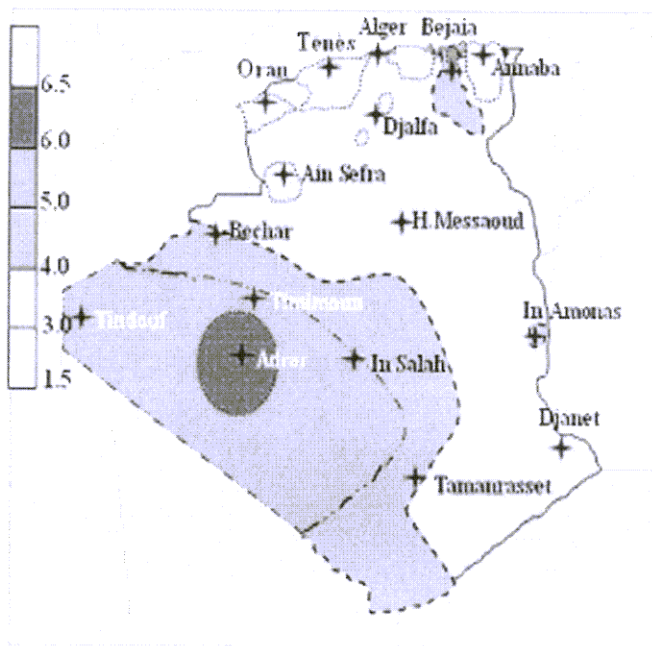 Alger Bejaia
Tenes
Oran
Annaba
6.5
Djalfa
6.0
Ain Sefra
5.0
Bechar
H.Messaoud
4.0
Timimoun
In Amonas
3.0
Tindouf
Adrar
In Salah
1.5
Djanet
Tamanrasset